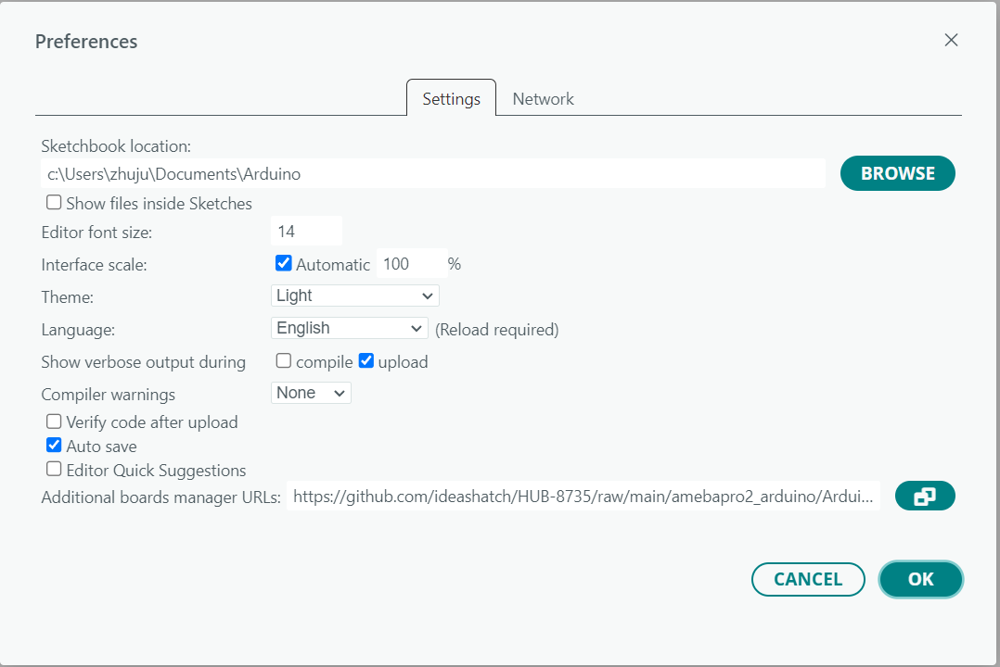 Preferences
Settings Network
Sketchbook location:
c:\Users\zhuju\Documents\Arduino
BROWSE
Show files inside Sketches
Editor font size: 14
Interface scale: Automatic 100 %
Theme: Light
Language: English (Reload required)
Show verbose output during compile upload
Compiler warnings None
Verify code after upload
Auto save
Editor Quick Suggestions
Additional boards manager URLs: https://github.com/ideashatch/HUB-8735/raw/main/amebapro2_arduino/Ardui...
CANCEL OK